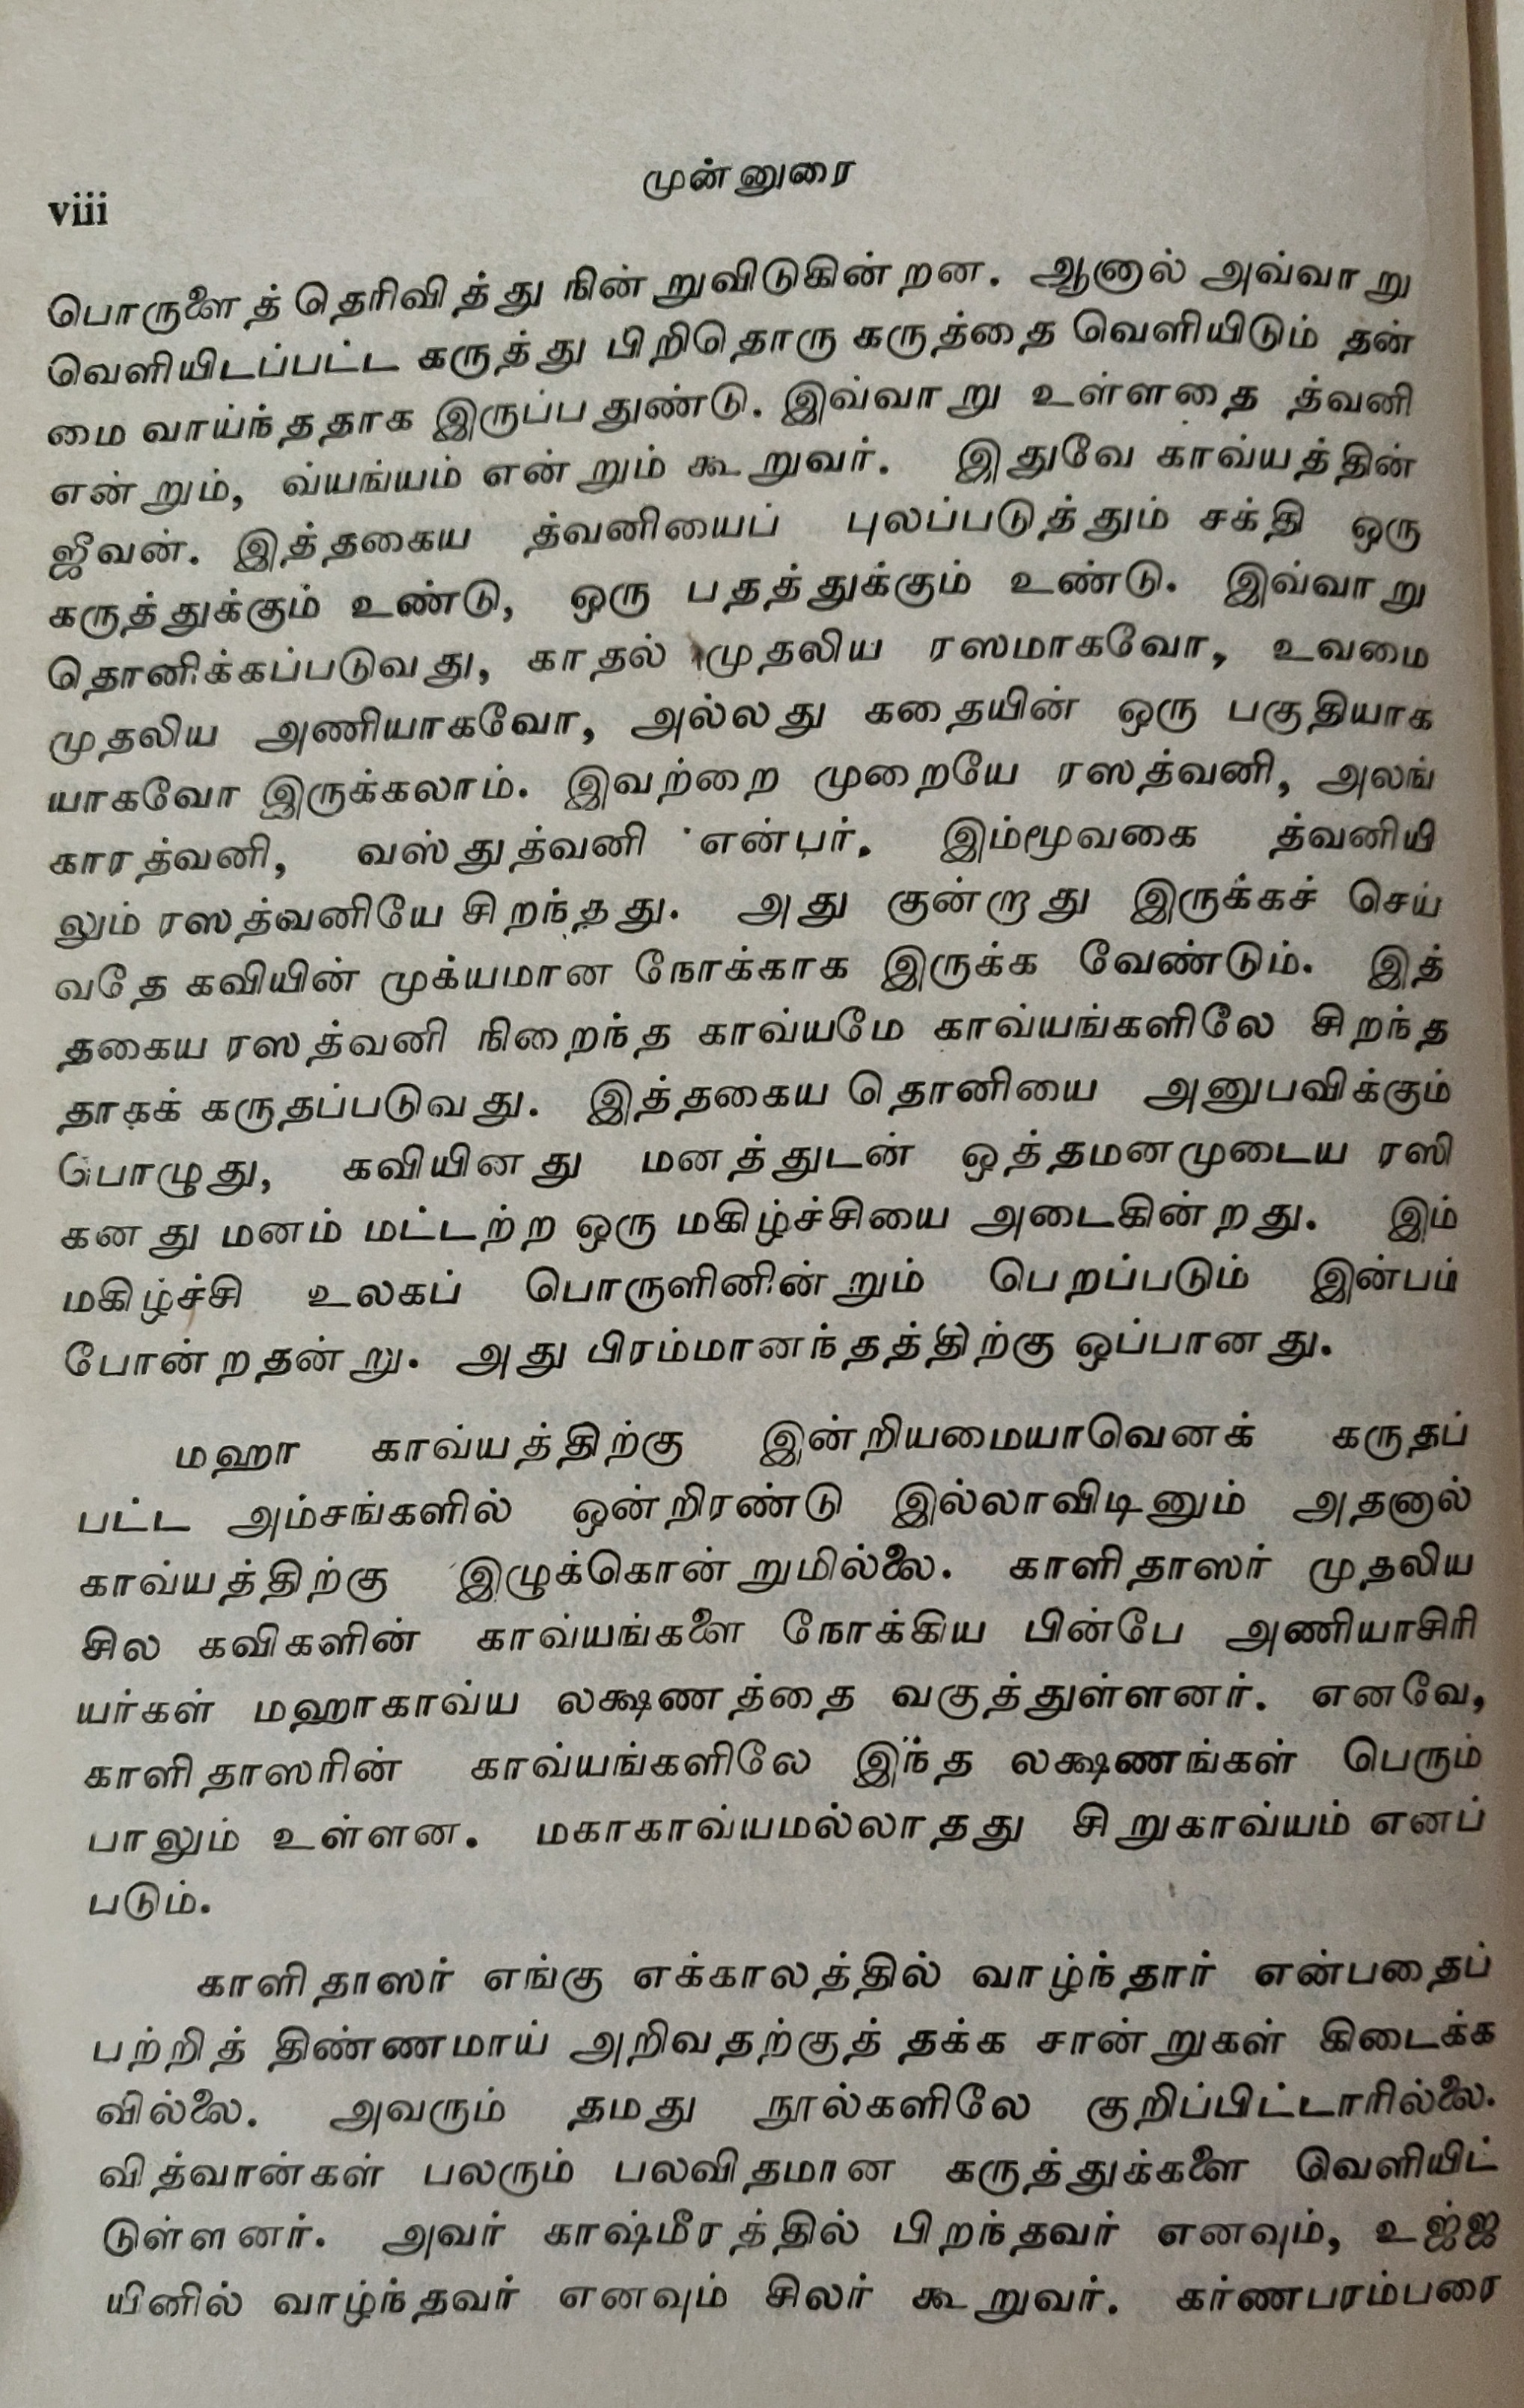 முன்னுரை
viii
பொருளைத் தெரிவித்து நின்றுவிடுகின்றன. ஆனால் அவ்வாறு
வெளியிடப்பட்ட கருத்து பிறிதொரு கருத்தை வெளியிடும் தன்
மை வாய்ந்ததாக இருப்பதுண்டு. இவ்வாறு உள்ளதை த்வனி
என்றும், வ்யங்யம் என்றும் கூறுவர். இதுவே காவ்யத்தின்
ஜீவன். இத்தகைய த்வனியைப் புலப்படுத்தும் சக்தி ஒரு
கருத்துக்கும் உண்டு, ஒரு பதத்துக்கும் உண்டு. இவ்வாறு
தொனிக்கப்படுவது, காதல் முதலிய ரஸமாகவோ, உவமை
முதலிய அணியாகவோ, அல்லது கதையின் ஒரு பகுதியாக
யாகவோ இருக்கலாம். இவற்றை முறையே ரஸத்வனி, அலங்
காரத்வனி, வஸ்துத்வனி என்பர். இம்மூவகை த்வனியி
லும் ரஸத்வனியே சிறந்தது. அது குன்றாது இருக்கச் செய்
வதே கவியின் முக்யமான நோக்காக இருக்க வேண்டும். இத்
தகைய ரஸத்வனி நிறைந்த காவ்யமே காவ்யங்களிலே சிறந்த
தாகக் கருதப்படுவது. இத்தகைய தொனியை அனுபவிக்கும்
பொழுது, கவியினது மனத்துடன் ஒத்தமனமுடைய ரஸி
கனது மனம் மட்டற்ற ஒரு மகிழ்ச்சியை அடைகின்றது. இம்
மகிழ்ச்சி உலகப் பொருளினின்றும் பெறப்படும் இன்பம்
போன்றதன்று. அது பிரம்மானந்தத்திற்கு ஒப்பானது.
மஹா காவ்யத்திற்கு இன்றியமையாவெனக் கருதப்
பட்ட அம்சங்களில் ஒன்றிரண்டு இல்லாவிடினும் அதனால்
காவ்யத்திற்கு இழுக்கொன்றுமில்லை. காளிதாஸர் முதலிய
சில கவிகளின் காவ்யங்களை நோக்கிய பின்பே அணியாசிரி
யர்கள் மஹாகாவ்ய லக்ஷணத்தை வகுத்துள்ளனர். எனவே,
காளிதாஸரின் காவ்யங்களிலே இந்த லக்ஷணங்கள் பெரும்
பாலும் உள்ளன. மகாகாவ்யமல்லாதது சிறுகாவ்யம் எனப்
படும்.
காளிதாஸர் எங்கு எக்காலத்தில் வாழ்ந்தார் என்பதைப்
பற்றித் திண்ணமாய் அறிவதற்குத் தக்க சான்றுகள் கிடைக்க
வில்லை. அவரும் தமது நூல்களிலே குறிப்பிட்டாரில்லை.
வித்வான்கள் பலரும் பலவிதமான கருத்துக்களை வெளியிட்
டுள்ளனர். அவர் காஷ்மீரத்தில் பிறந்தவர் எனவும், உஜ்ஜ
யினில் வாழ்ந்தவர் எனவும் சிலர் கூறுவர். கர்ணபரம்பரை